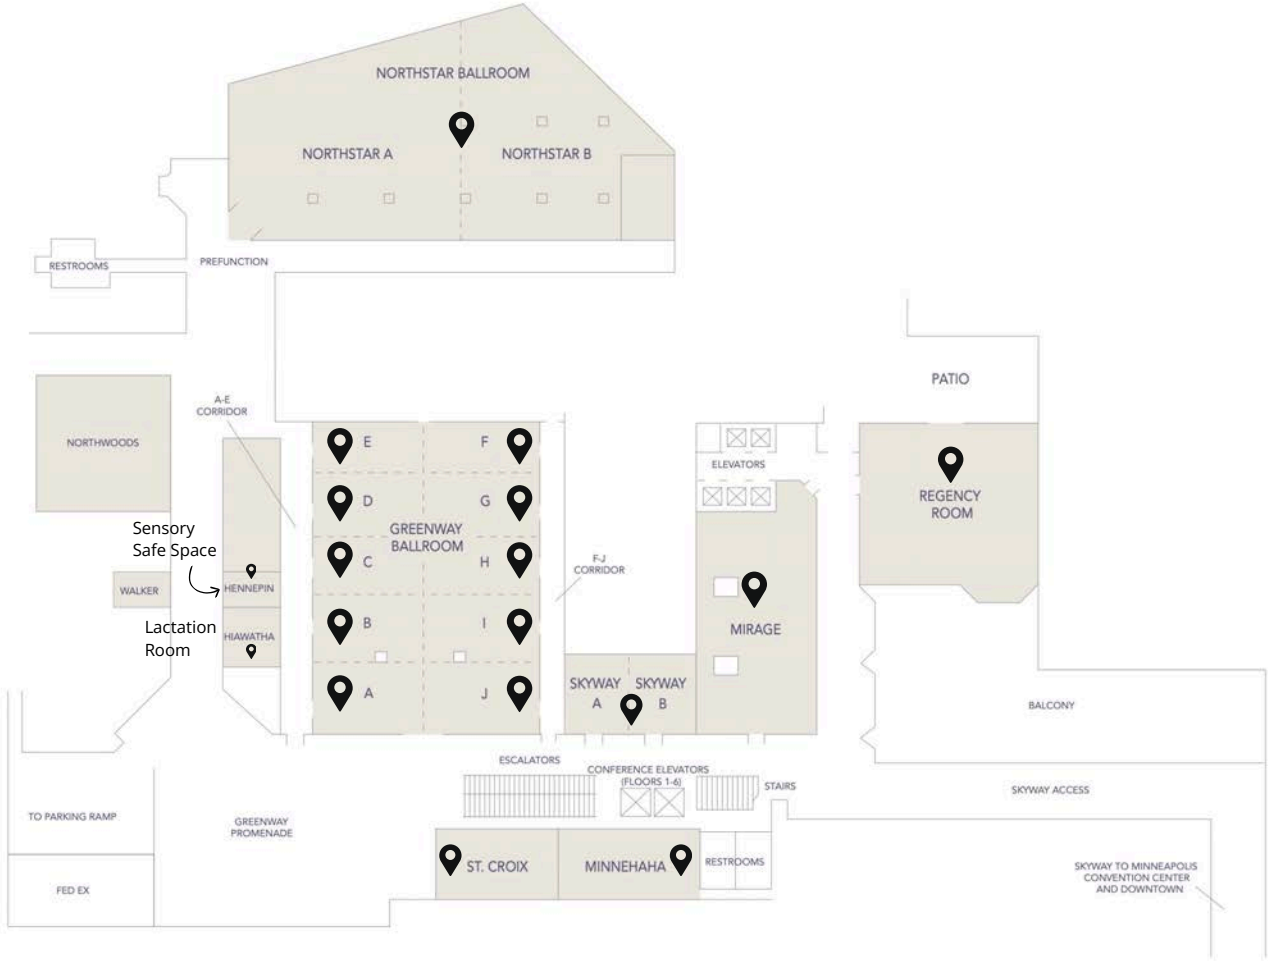 NORTHSTAR BALLROOM
NORTHSTAR A
NORTHSTAR B
RESTROOMS
PREFUNCTION
PATIO
A-E
CORRIDOR
NORTHWOODS
E
F
ELEVATORS
REGENCY
ROOM
D
G
GREENWAY
BALLROOM
Sensory
Safe Space
C
H
F-J
CORRIDOR
WALKER
HENNEPIN
Lactation
Room
HIAWATHA
B
I
MIRAGE
A
J
SKYWAY
A
SKYWAY
B
BALCONY
ESCALATORS
CONFERENCE ELEVATORS
(FLOORS 1-6)
STAIRS
SKYWAY ACCESS
TO PARKING RAMP
GREENWAY
PROMENADE
ST. CROIX
MINNEHAHA
RESTROOMS
FED EX
SKYWAY TO MINNEAPOLIS
CONVENTION CENTER
AND DOWNTOWN